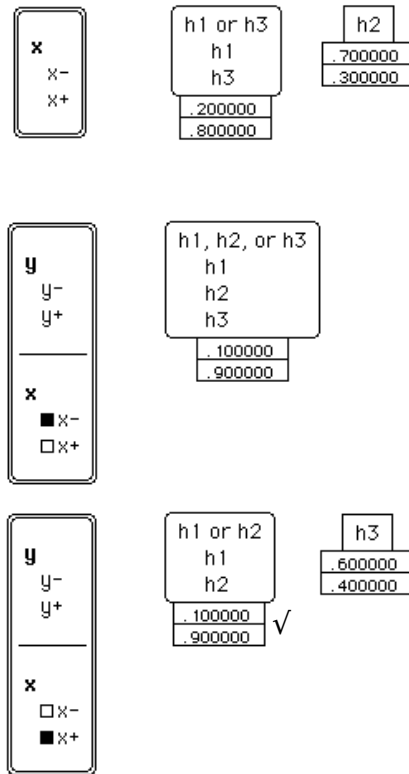 x
x-
x+
h1 or h3
h1
h3
.200000
.800000
h2
.700000
.300000
y
y-
y+
x
■x-
□x+
h1, h2, or h3
h1
h2
h3
.100000
.900000
y
y-
y+
x
□x-
■x+
h1 or h2
h1
h2
.100000
.900000
√
h3
.600000
.400000